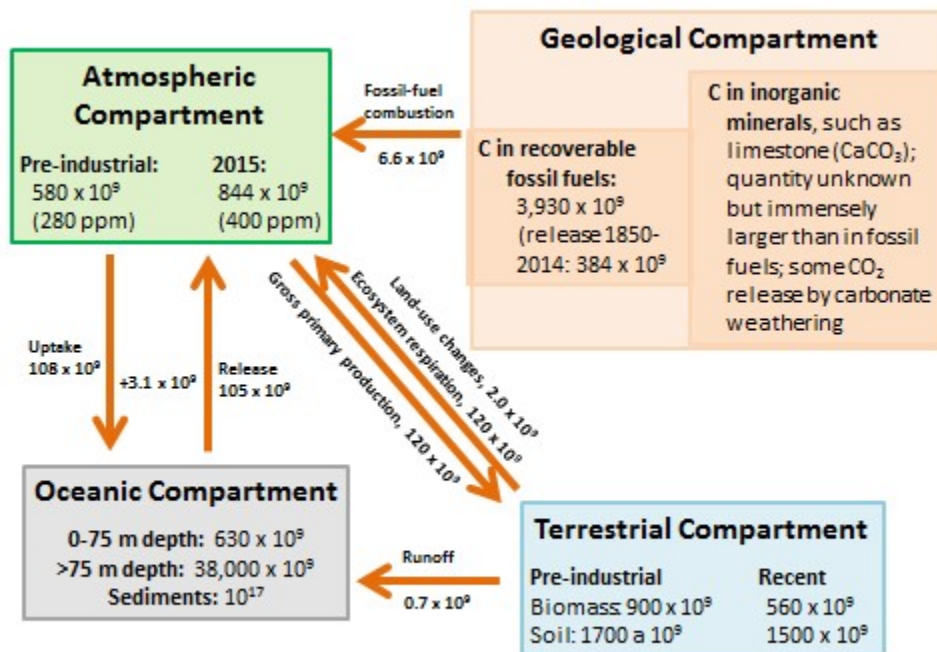 Atmospheric
Compartment
Pre-industrial:
580 x 10⁹
(280 ppm)
2015:
844 x 10⁹
(400 ppm)
Fossil-fuel
combustion
6.6 x 10⁹
Geological Compartment
C in recoverable
fossil fuels:
3,930 x 10⁹
(release 1850-
2014: 384 x 10⁹
C in inorganic
minerals, such as
limestone (CaCO₃);
quantity unknown
but immensely
larger than in fossil
fuels; some CO₂
release by carbonate
weathering
Uptake
108 x 10⁹
+3.1 x 10⁹
Release
105 x 10⁹
Gross primary
production, 120 x 10⁹
Ecosystem respiration, 120 x 10⁹
Land-use changes, 2.0 x 10⁹
Oceanic Compartment
0-75 m depth: 630 x 10⁹
>75 m depth: 38,000 x 10⁹
Sediments: 10¹⁷
Runoff
0.7 x 10⁹
Terrestrial Compartment
Pre-industrial Recent
Biomass: 900 x 10⁹ 560 x 10⁹
Soil: 1700 a 10⁹ 1500 x 10⁹